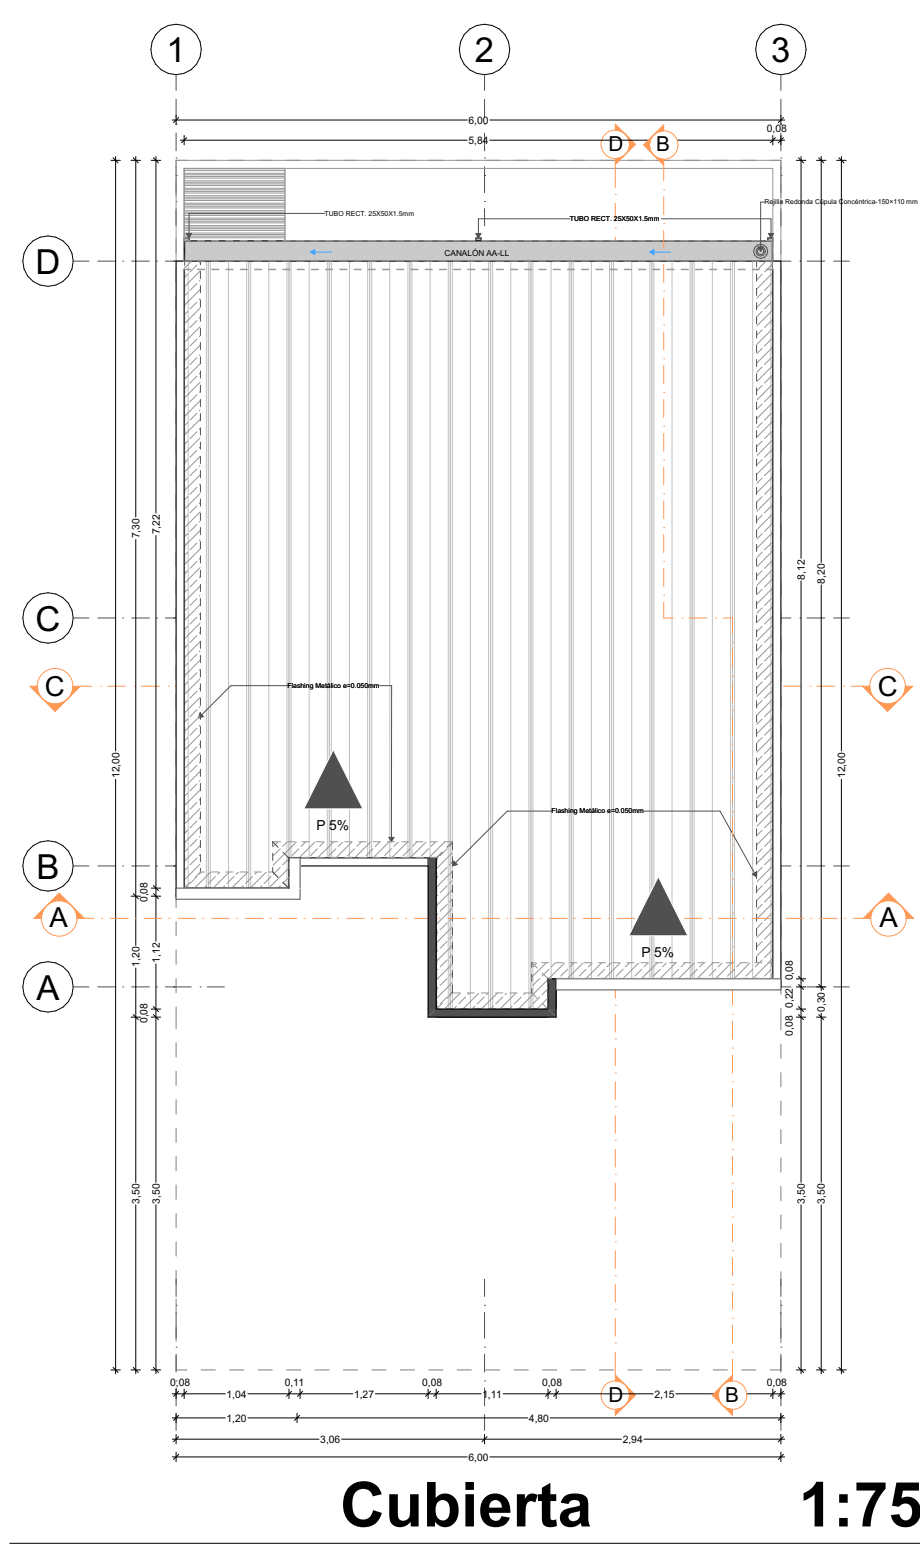 1 2 3
6,00
0,08
5,84
D B
Rejilla Redonda Cúpula Concéntrica-150×110 mm
TUBO RECT. 25X50X1.5mm
TUBO RECT. 25X50X1.5mm
D
CANALÓN AA-LL
7,30
7,22
8,12
8,20
C
C
C
Flashing Metálico e=0.050mm
12,00
12,00
P 5%
Flashing Metálico e=0.050mm
B
0,08
A
A
1,20
1,12
P 5%
0,08
A
0,22
0,30
0,08
0,08
3,50
3,50
3,50
3,50
0,08 0,11 0,08 0,08 0,08
1,04 1,27 1,11 D 2,15 B
1,20 4,80
3,06 2,94
6,00
Cubierta 1:75